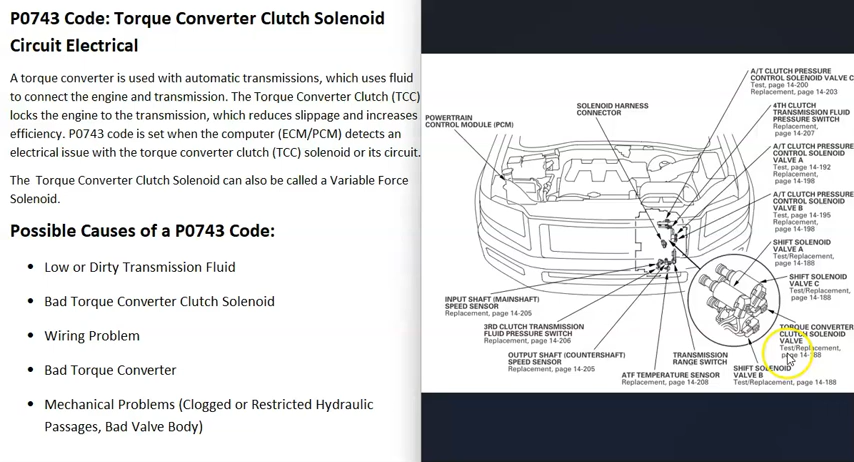 P0743 Code: Torque Converter Clutch Solenoid
Circuit Electrical
A torque converter is used with automatic transmissions, which uses fluid
to connect the engine and transmission. The Torque Converter Clutch (TCC)
locks the engine to the transmission, which reduces slippage and increases
efficiency. P0743 code is set when the computer (ECM/PCM) detects an
electrical issue with the torque converter clutch (TCC) solenoid or its circuit.
The Torque Converter Clutch Solenoid can also be called a Variable Force
Solenoid.
Possible Causes of a P0743 Code:
• Low or Dirty Transmission Fluid
• Bad Torque Converter Clutch Solenoid
• Wiring Problem
• Bad Torque Converter
• Mechanical Problems (Clogged or Restricted Hydraulic
Passages, Bad Valve Body)
POWERTRAIN
CONTROL MODULE (PCM)
SOLENOID HARNESS
CONNECTOR
A/T CLUTCH PRESSURE
CONTROL SOLENOID VALVE C
Test, page 14-200
Replacement, page 14-203
4TH CLUTCH
TRANSMISSION FLUID
PRESSURE SWITCH
Replacement,
page 14-207
A/T CLUTCH PRESSURE
CONTROL SOLENOID
VALVE A
Test, page 14-192
Replacement,
page 14-198
A/T CLUTCH PRESSURE
CONTROL SOLENOID
VALVE B
Test, page 14-195
Replacement,
page 14-198
SHIFT SOLENOID
VALVE A
Test/Replacement,
page 14-188
SHIFT SOLENOID
VALVE C
Test/Replacement,
page 14-188
TORQUE CONVERTER
CLUTCH SOLENOID
VALVE
Test/Replacement,
page 14-188
SHIFT SOLENOID
VALVE B
Test/Replacement, page 14-188
INPUT SHAFT (MAINSHAFT)
SPEED SENSOR
Replacement, page 14-205
3RD CLUTCH TRANSMISSION
FLUID PRESSURE SWITCH
Replacement, page 14-206
OUTPUT SHAFT (COUNTERSHAFT)
SPEED SENSOR
Replacement, page 14-205
TRANSMISSION
RANGE SWITCH
ATF TEMPERATURE SENSOR
Replacement, page 14-208